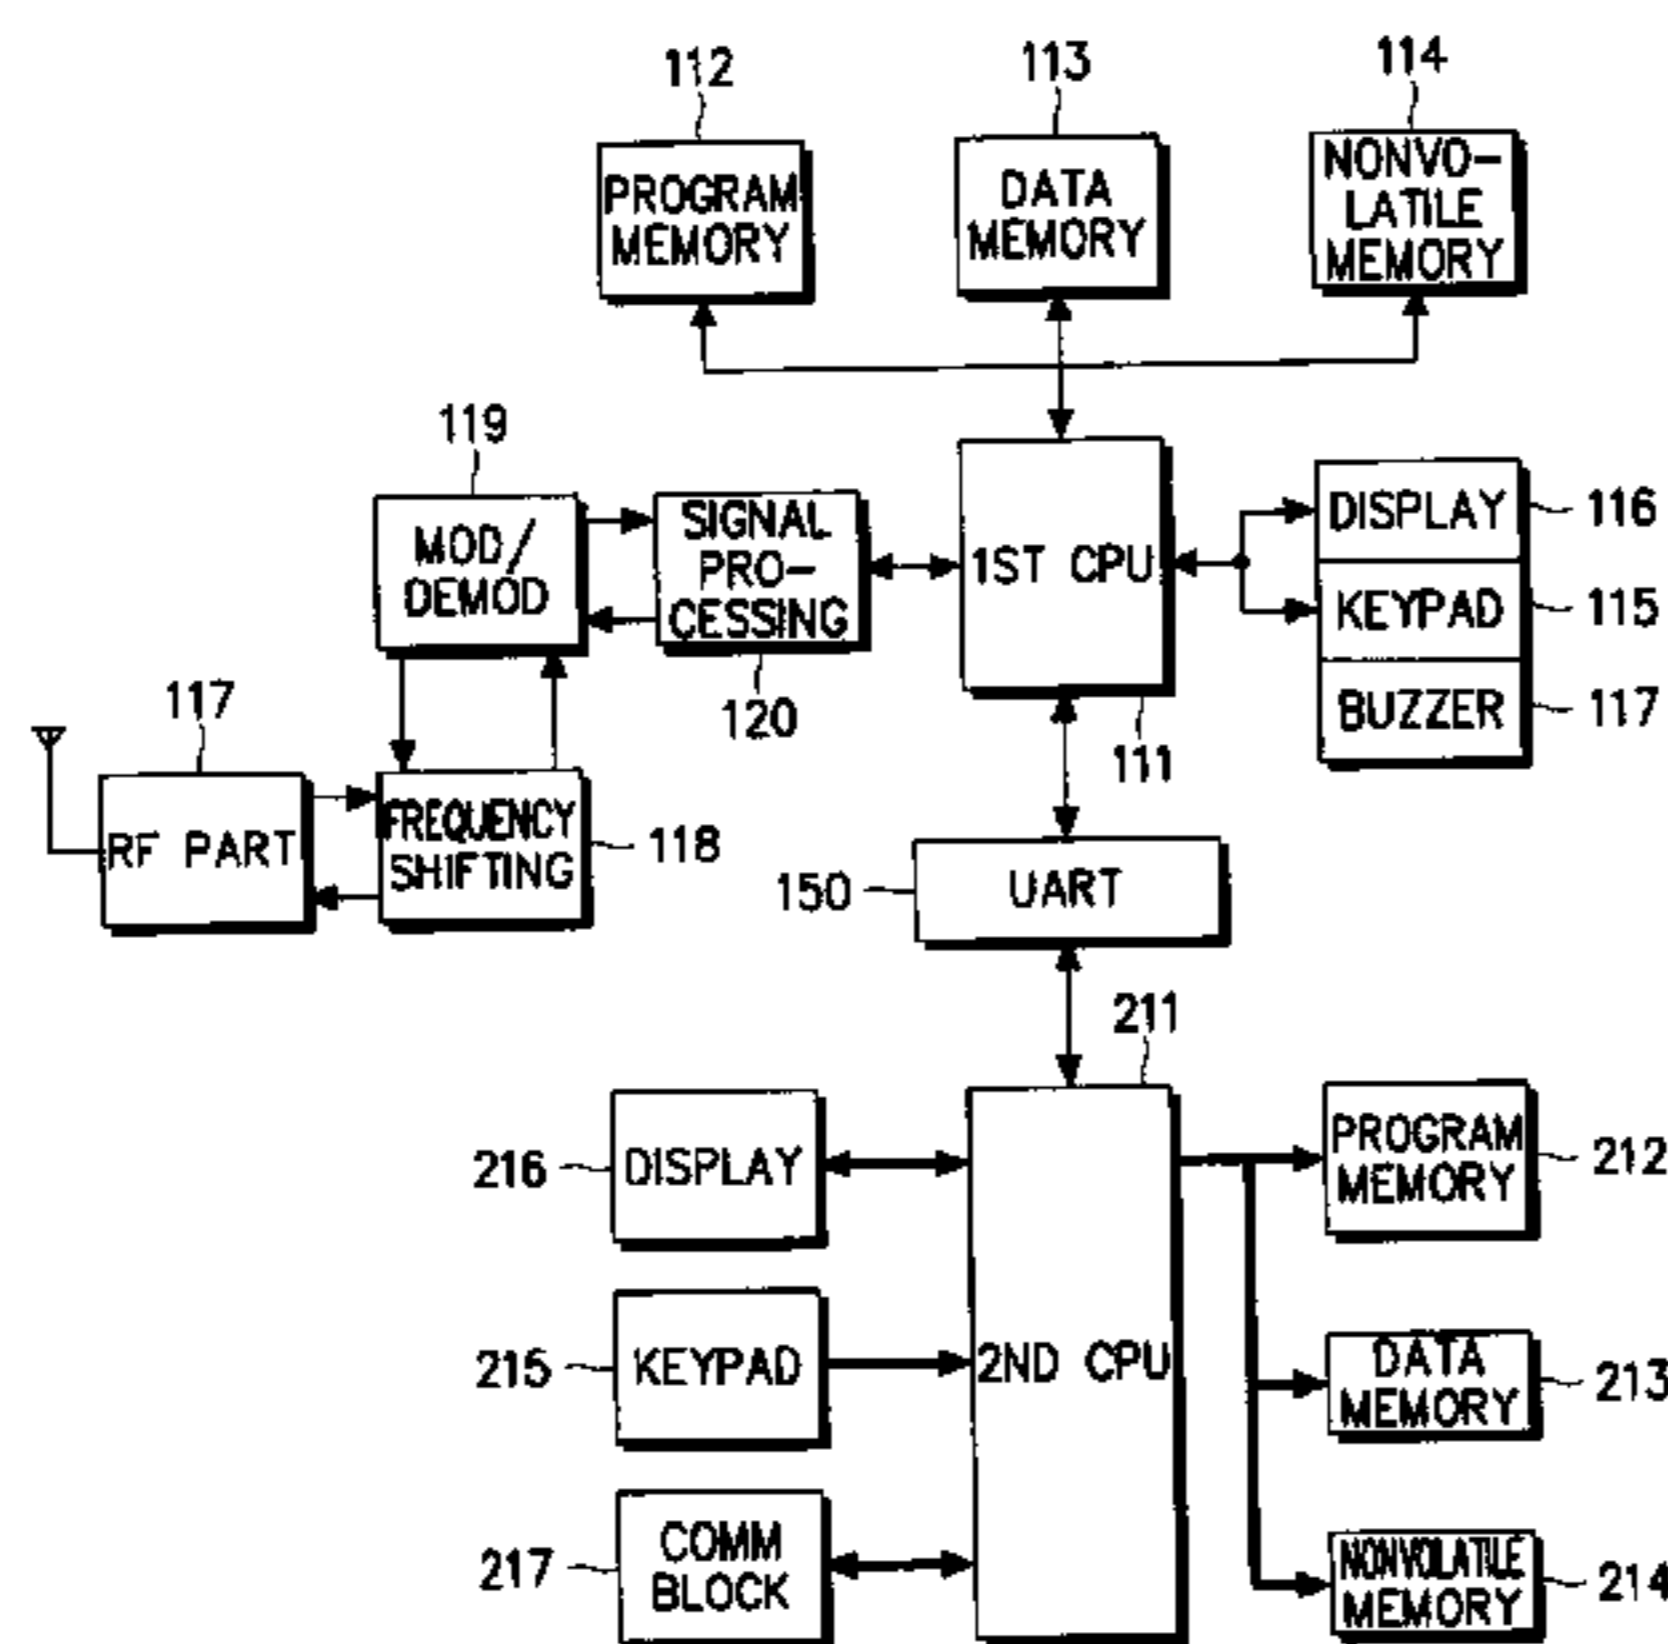 112
113
114
PROGRAM
MEMORY
DATA
MEMORY
NONVO-
LATILE
MEMORY
119
MOD/
DEMOD
SIGNAL
PRO-
CESSING
120
1ST CPU
111
DISPLAY
116
KEYPAD
115
BUZZER
117
117
RF PART
FREQUENCY
SHIFTING
118
150
UART
211
216
DISPLAY
215
KEYPAD
217
COMM
BLOCK
2ND CPU
PROGRAM
MEMORY
212
DATA
MEMORY
213
NONVOLATILE
MEMORY
214